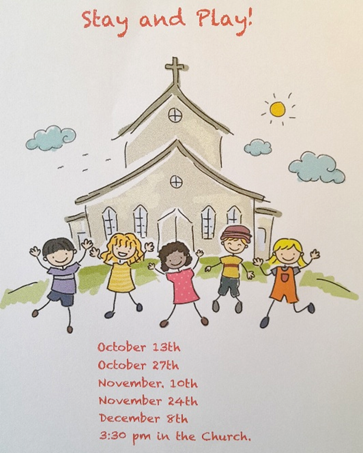 Stay and Play!
October 13th
October 27th
November. 10th
November 24th
December 8th
3:30 pm in the Church.